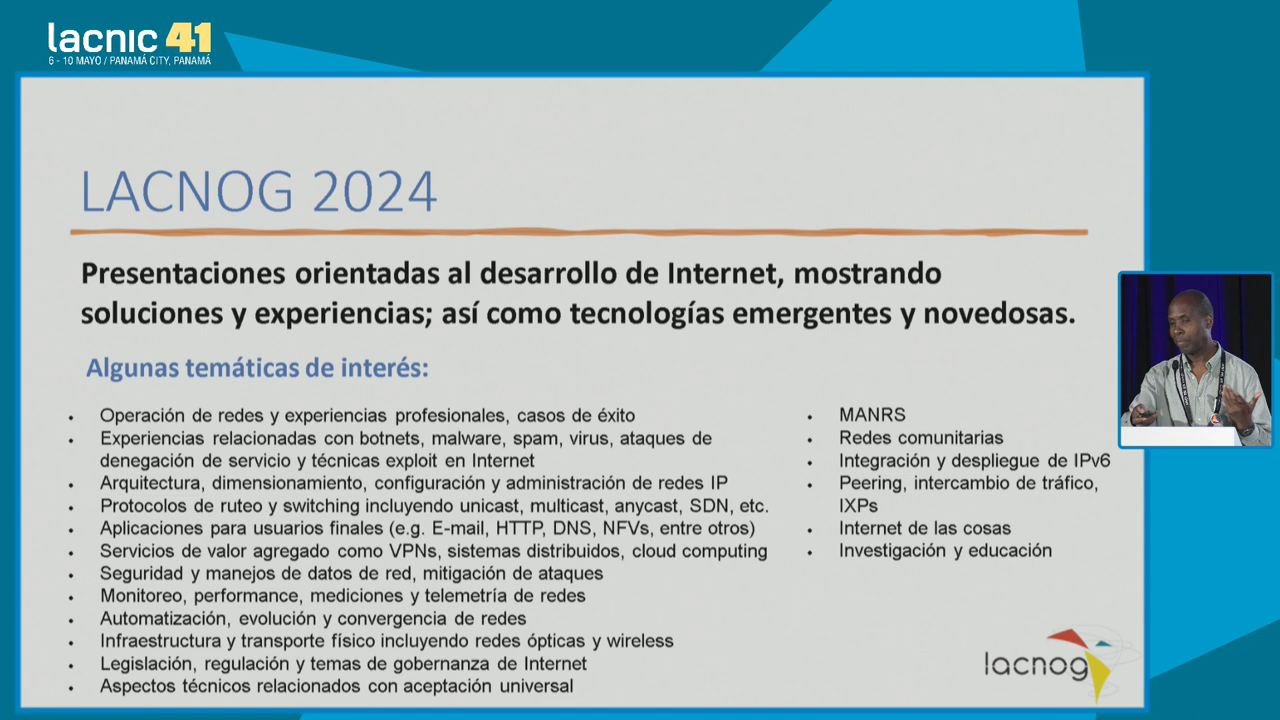 lacnic 41
6 - 10 MAYO / PANAMÁ CITY, PANAMÁ
LACNOG 2024
Presentaciones orientadas al desarrollo de Internet, mostrando
soluciones y experiencias; así como tecnologías emergentes y novedosas.
Algunas temáticas de interés:
• Operación de redes y experiencias profesionales, casos de éxito
• Experiencias relacionadas con botnets, malware, spam, virus, ataques de
denegación de servicio y técnicas exploit en Internet
• Arquitectura, dimensionamiento, configuración y administración de redes IP
• Protocolos de ruteo y switching incluyendo unicast, multicast, anycast, SDN, etc.
• Aplicaciones para usuarios finales (e.g. E-mail, HTTP, DNS, NFVs, entre otros)
• Servicios de valor agregado como VPNs, sistemas distribuidos, cloud computing
• Seguridad y manejos de datos de red, mitigación de ataques
• Monitoreo, performance, mediciones y telemetría de redes
• Automatización, evolución y convergencia de redes
• Infraestructura y transporte físico incluyendo redes ópticas y wireless
• Legislación, regulación y temas de gobernanza de Internet
• Aspectos técnicos relacionados con aceptación universal
• MANRS
• Redes comunitarias
• Integración y despliegue de IPv6
• Peering, intercambio de tráfico,
IXPs
• Internet de las cosas
• Investigación y educación
lacnog